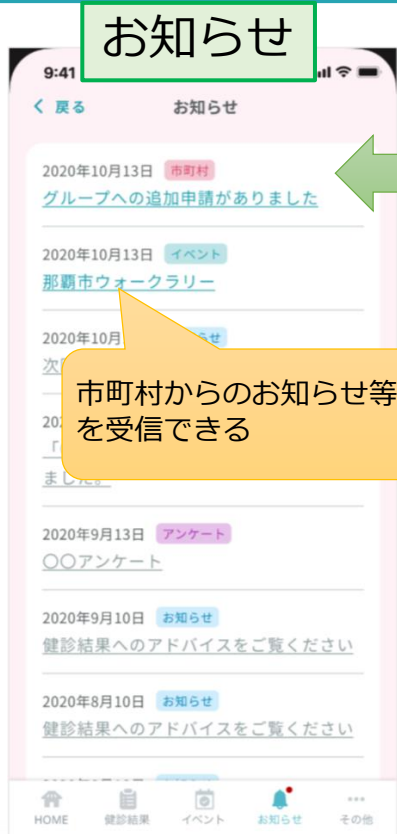 お知らせ
9:41
戻る
お知らせ
2020年10月13日 市町村
グループへの追加申請がありました
2020年10月13日 イベント
那覇市ウォークラリー
2020年10月
次
市町村からのお知らせ等
を受信できる
ました。
2020年9月13日 アンケート
〇〇アンケート
2020年9月10日 お知らせ
健診結果へのアドバイスをご覧ください
2020年8月10日 お知らせ
健診結果へのアドバイスをご覧ください
HOME 健診結果 イベント お知らせ その他